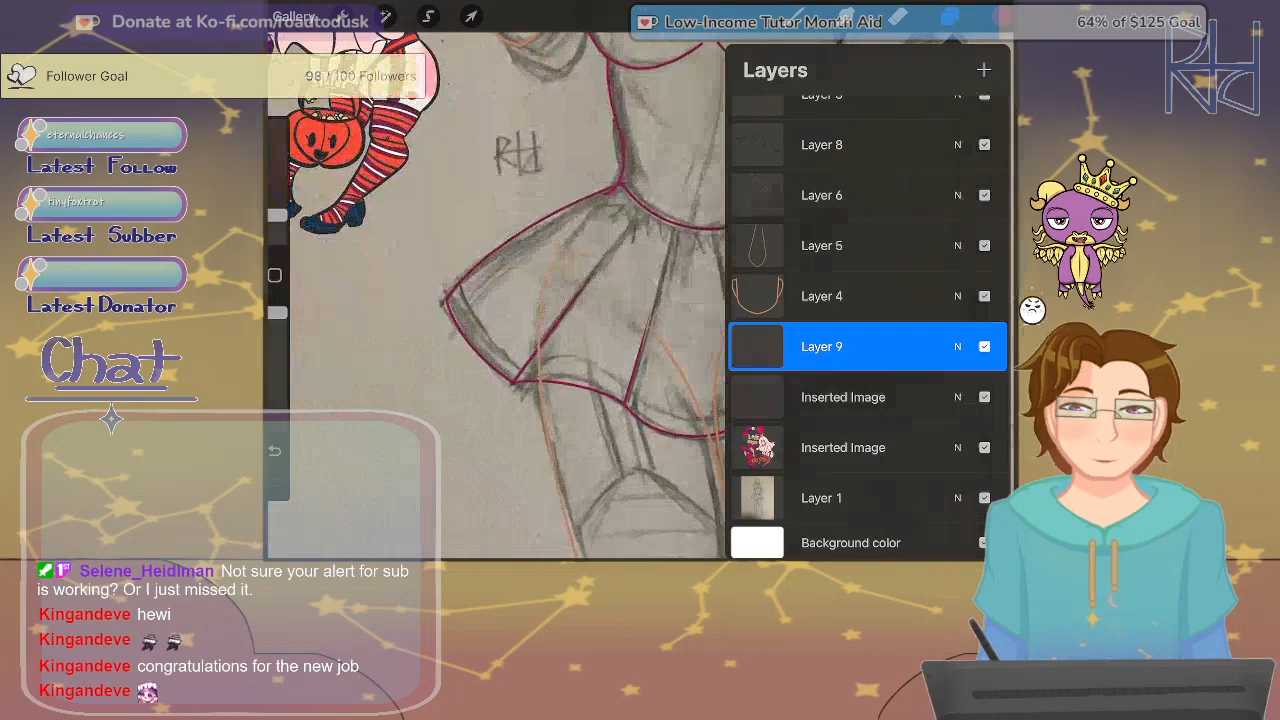 Donate at Ko-fi.com/roadtodusk
Gallery
Low-Income Tutor Month Aid
64% of $125 Goal
Follower Goal
98 / 100 Followers
eternalchances
Latest Follow
tinyfoxtrot
Latest Subber
Latest Donator
Chat
Selene_Heidlman Not sure your alert for sub
is working? Or I just missed it.
Kingandeve hewi
Kingandeve
Kingandeve congratulations for the new job
Kingandeve
RH
Layers
Layer 8 N
Layer 6 N
Layer 5 N
Layer 4 N
Layer 9 N
Inserted Image N
Inserted Image N
Layer 1 N
Background color